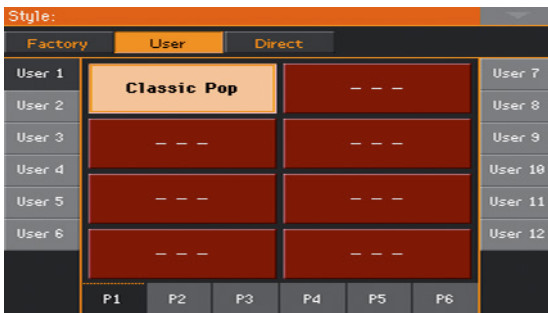 Style:
Factory User Direct
User 1
User 2
User 3
User 4
User 5
User 6
Classic Pop - - -
- - - - - -
- - - - - -
- - - - - -
User 7
User 8
User 9
User 10
User 11
User 12
P1 P2 P3 P4 P5 P6